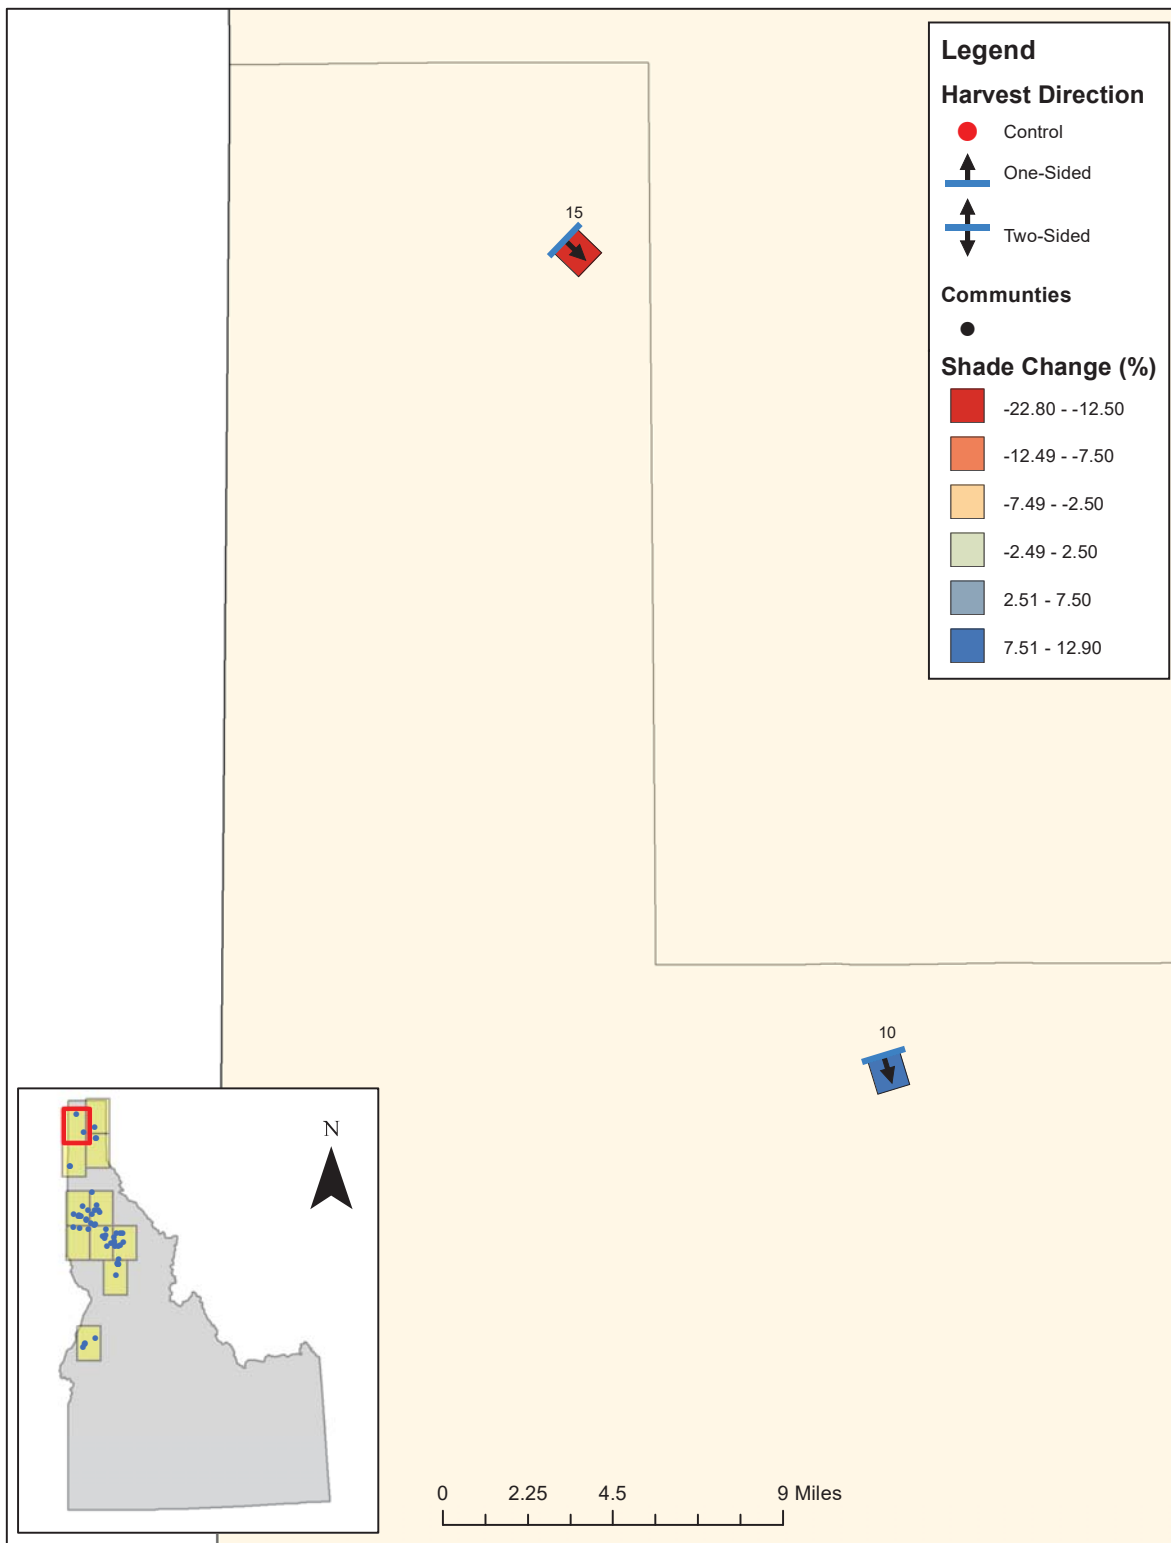 Legend
Harvest Direction
Control
One-Sided
Two-Sided
Communties
Shade Change (%)
-22.80 - -12.50
-12.49 - -7.50
-7.49 - -2.50
-2.49 - 2.50
2.51 - 7.50
7.51 - 12.90
15
10
N
0 2.25 4.5 9 Miles